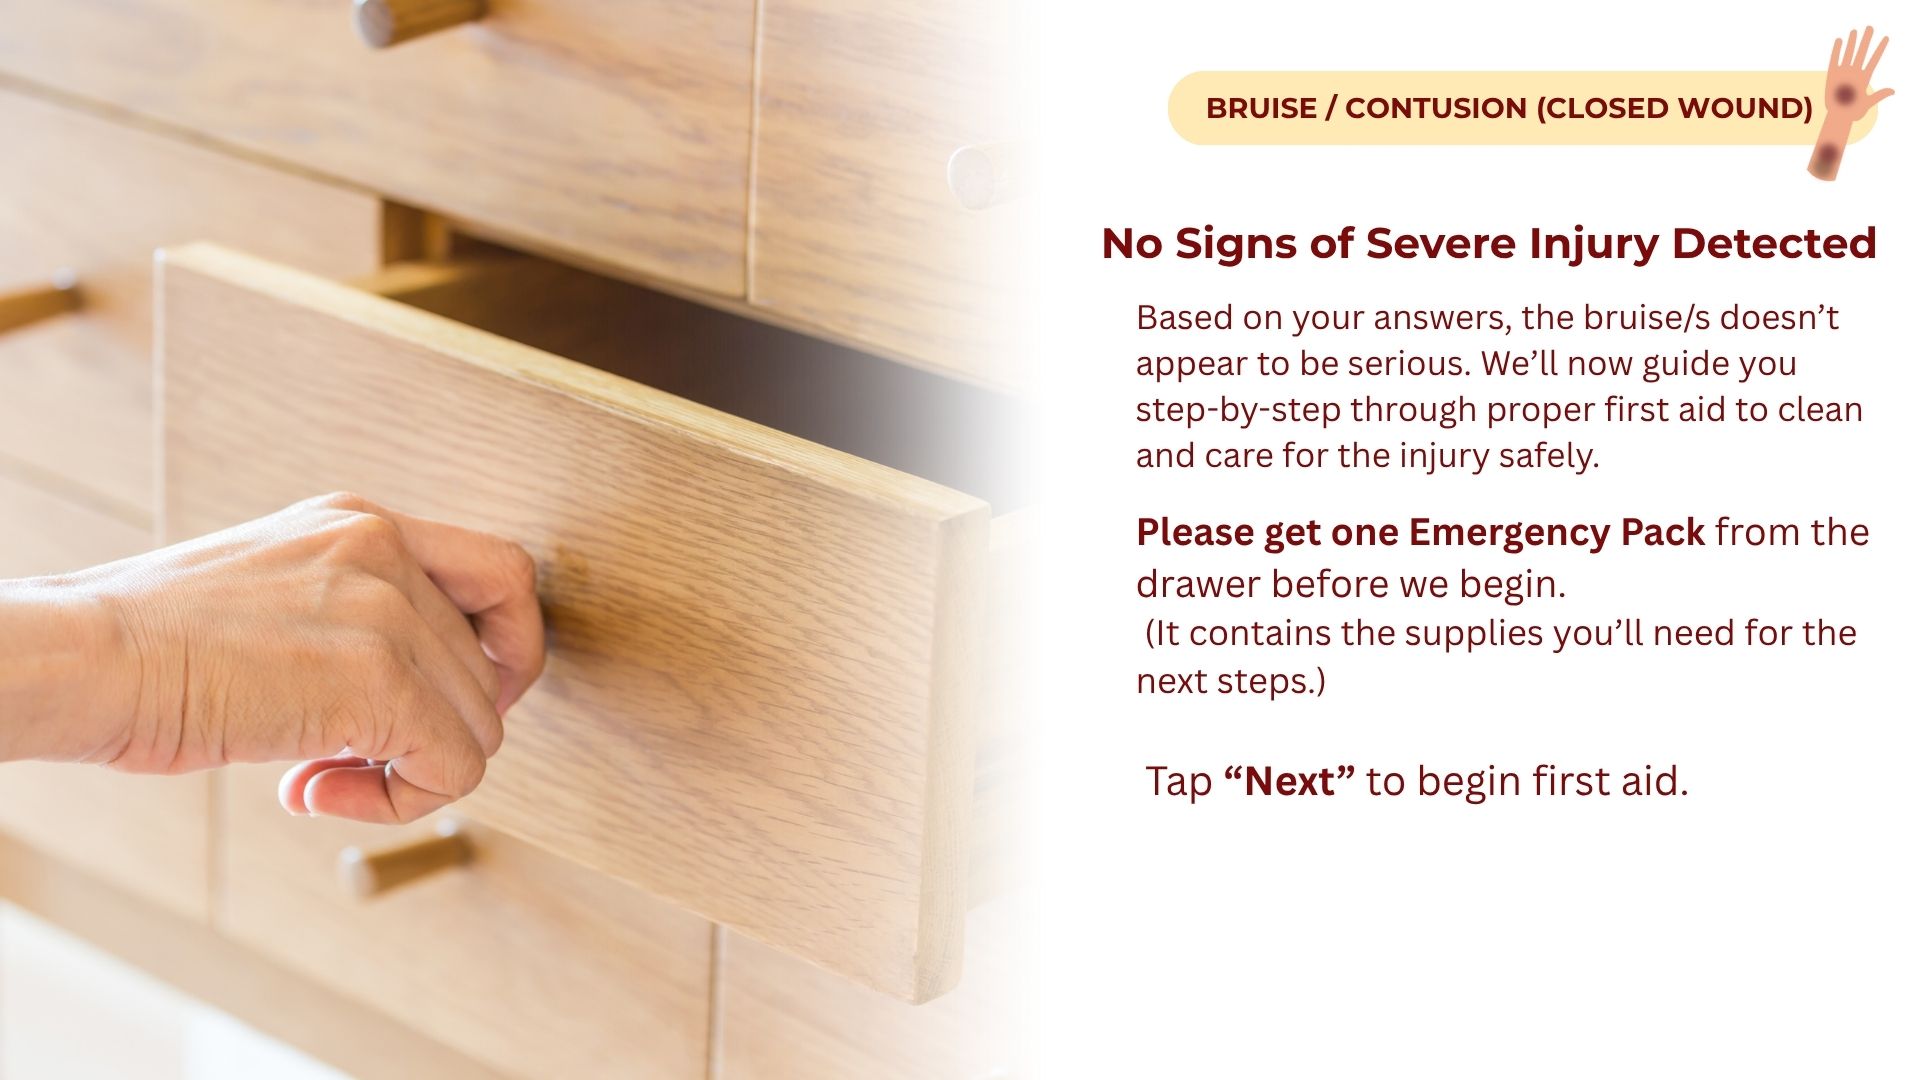 BRUISE / CONTUSION (CLOSED WOUND)
No Signs of Severe Injury Detected
Based on your answers, the bruise/s doesn’t
appear to be serious. We’ll now guide you
step-by-step through proper first aid to clean
and care for the injury safely.
Please get one Emergency Pack from the
drawer before we begin.
(It contains the supplies you’ll need for the
next steps.)
Tap “Next” to begin first aid.